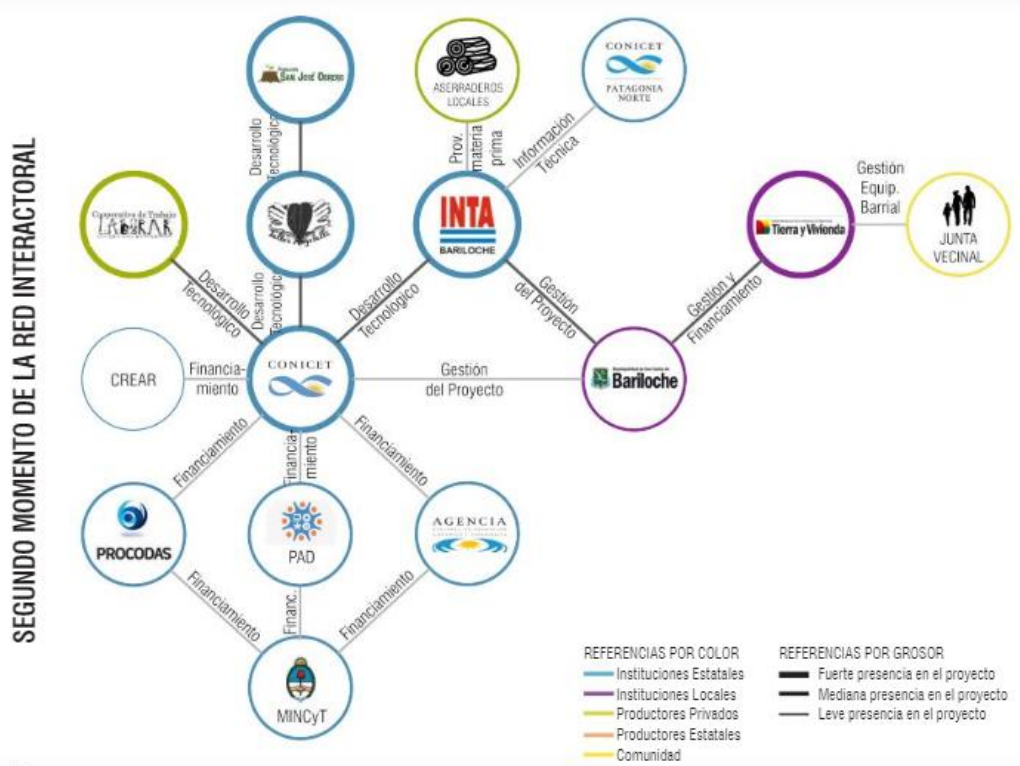 SEGUNDO MOMENTO DE LA RED INTERACTORAL
SAN JOSÉ OBRERO
ASERRADEROS
LOCALES
CONICET
PATAGONIA
NORTE
Desarrollo
Tecnológico
Prov.
materia
prima
Información
Técnica
Cooperativa de Trabajo
LABURAR
INTA
BARILOCHE
Tierra y Vivienda
Gestión
Equip.
Barrial
JUNTA
VECINAL
Desarrollo
Tecnológico
Desarrollo
Tecnológico
Desarrollo
Tecnológico
Gestión
del Proyecto
Gestión y
Financiamiento
CREAR
Financia-
miento
CONICET
Gestión
del Proyecto
Bariloche
Financiamiento
Financia-
miento
Financiamiento
PROCODAS
PAD
AGENCIA
Financiamiento
Financ.
Financiamiento
MINCyT
REFERENCIAS POR COLOR
Instituciones Estatales
Instituciones Locales
Productores Privados
Productores Estatales
Comunidad
REFERENCIAS POR GROSOR
Fuerte presencia en el proyecto
Mediana presencia en el proyecto
Leve presencia en el proyecto